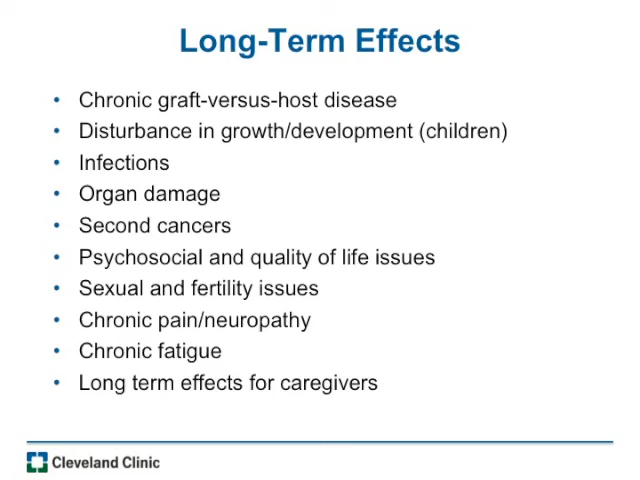 Long-Term Effects
• Chronic graft-versus-host disease
• Disturbance in growth/development (children)
• Infections
• Organ damage
• Second cancers
• Psychosocial and quality of life issues
• Sexual and fertility issues
• Chronic pain/neuropathy
• Chronic fatigue
• Long term effects for caregivers
Cleveland Clinic